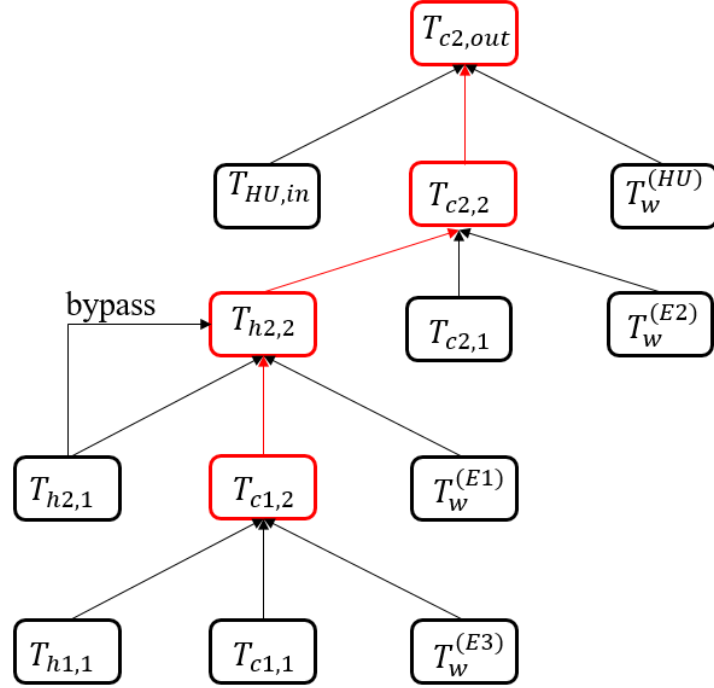 T_{c2,out}
T_{HU,in} T_{c2,2} T_w^{(HU)}
bypass
T_{h2,2} T_{c2,1} T_w^{(E2)}
T_{h2,1} T_{c1,2} T_w^{(E1)}
T_{h1,1} T_{c1,1} T_w^{(E3)}